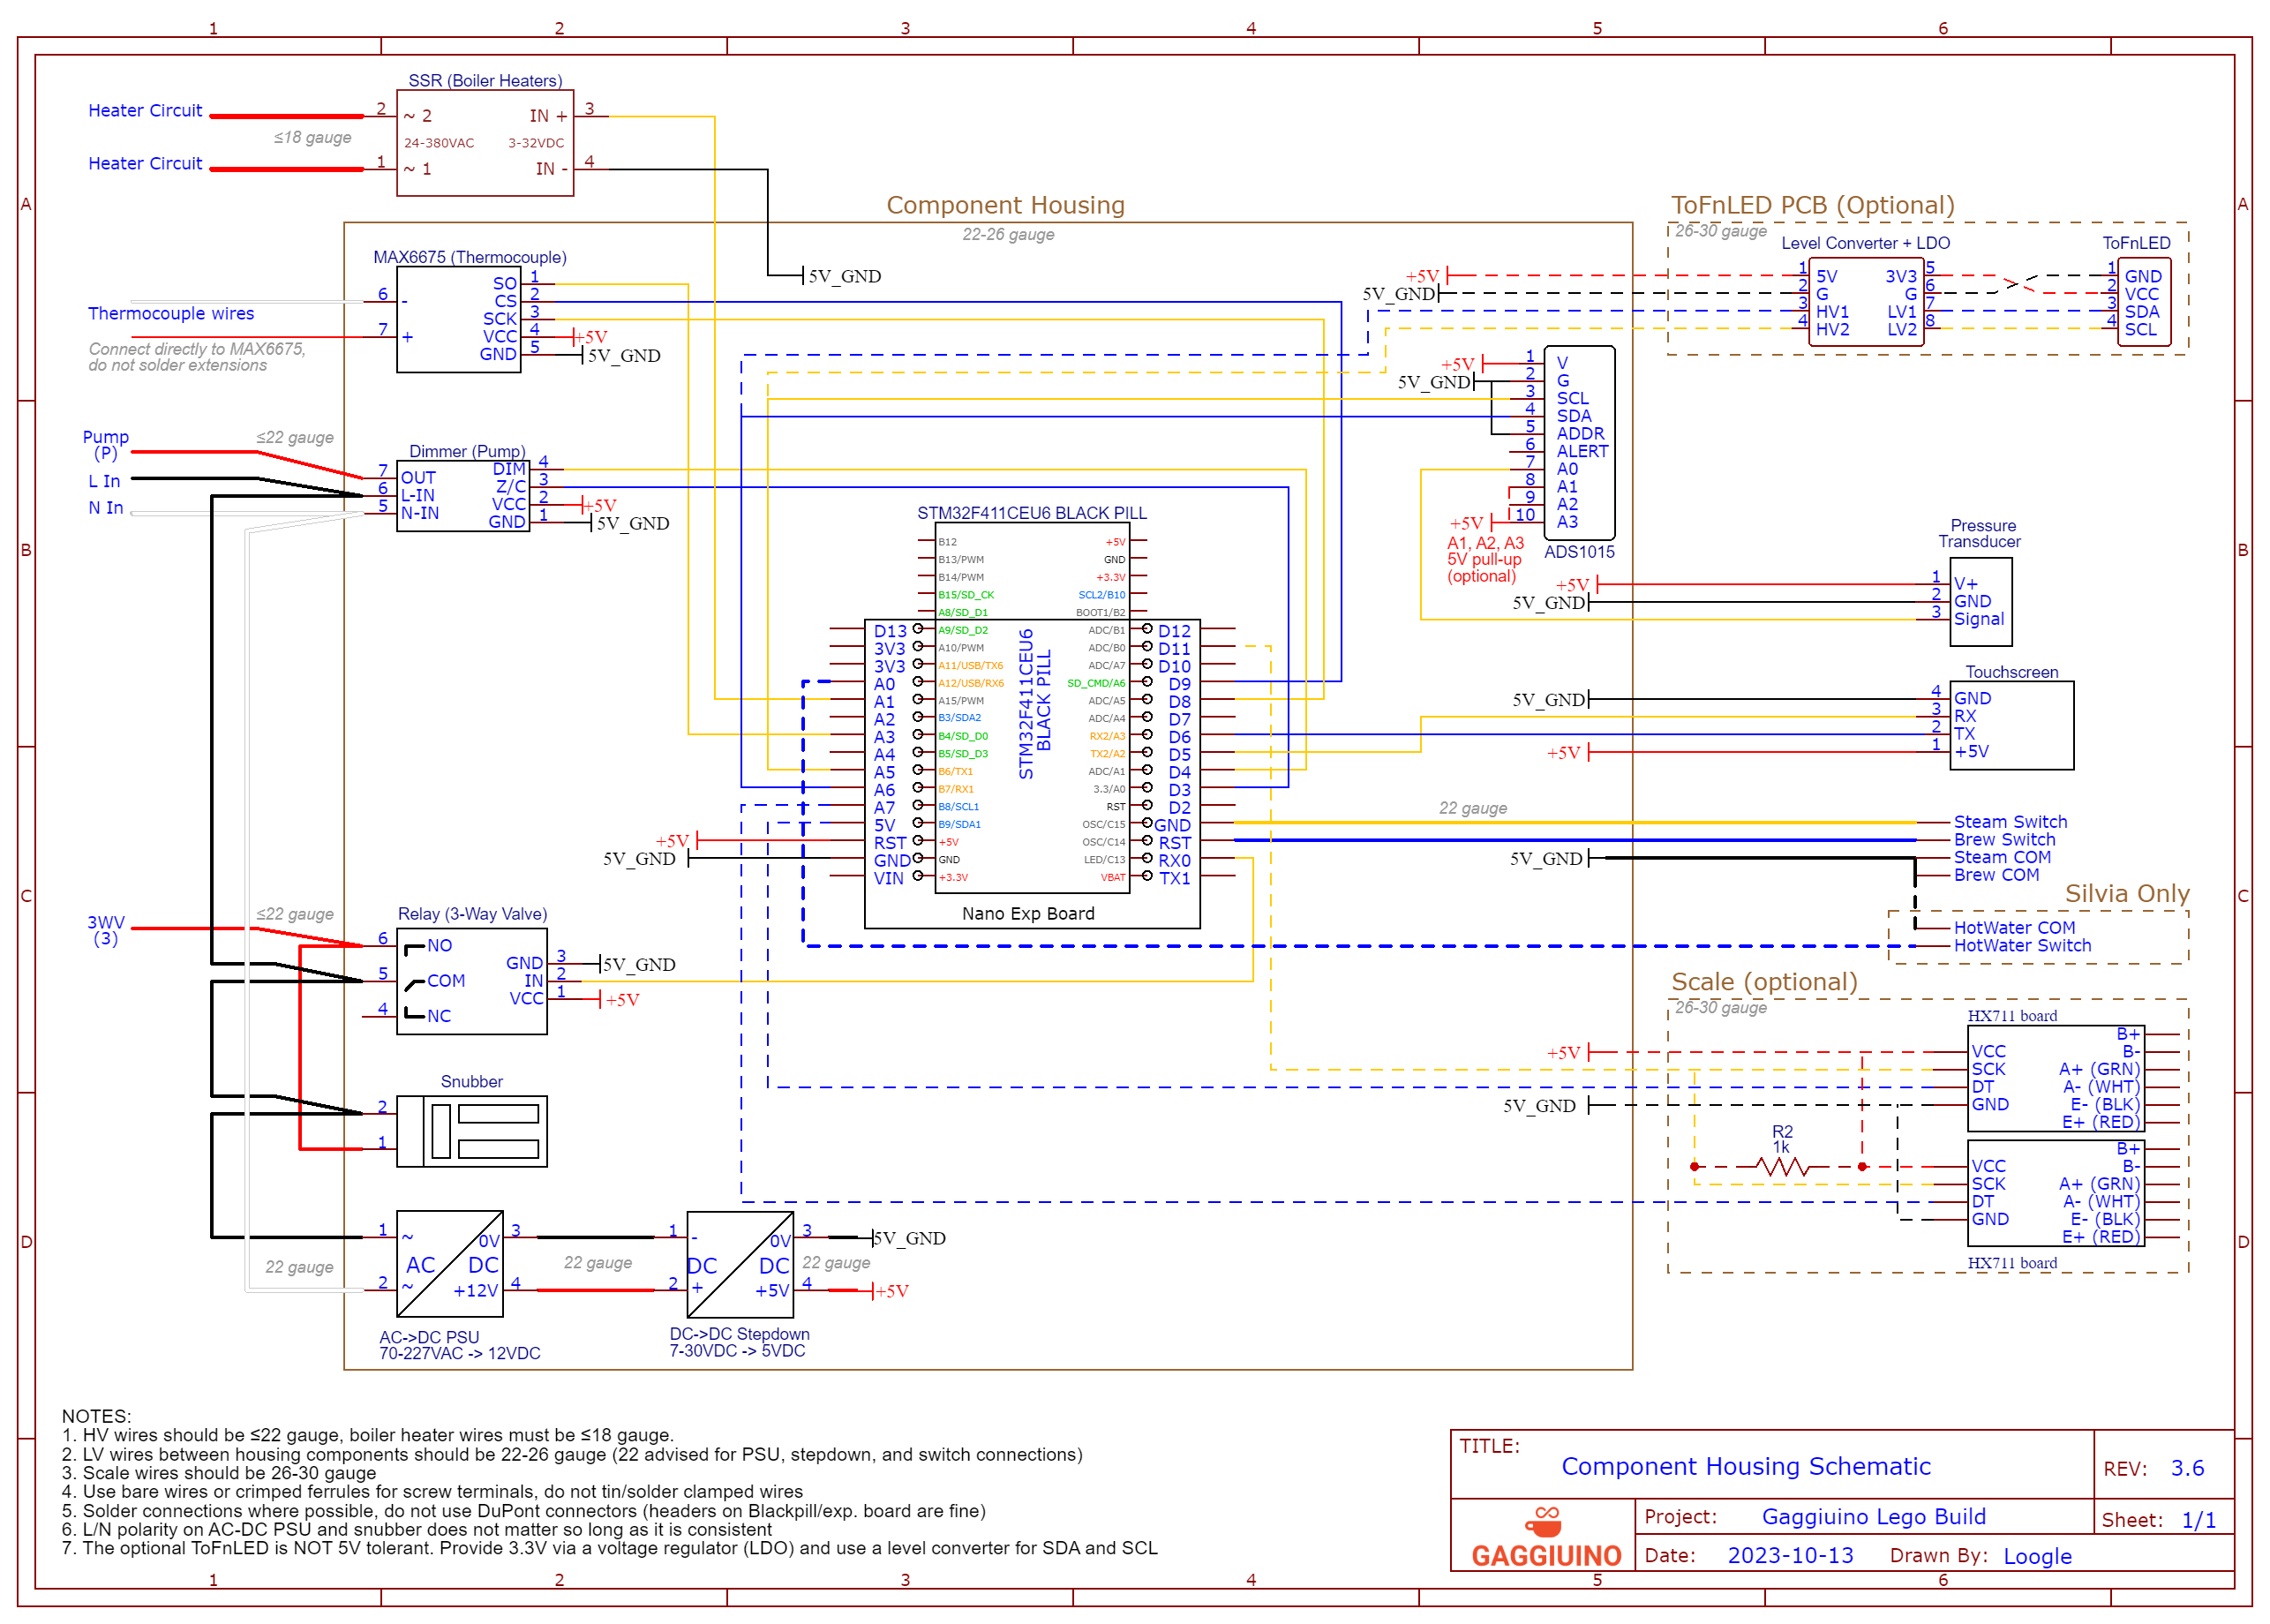 1 2 3 4 5 6
A
B
C
D
A
B
C
D
SSR (Boiler Heaters)
Heater Circuit
2
~ 2
IN +
3
≤18 gauge
24-380VAC
3-32VDC
Heater Circuit
1
~ 1
IN -
4
Component Housing
22-26 gauge
5V_GND
MAX6675 (Thermocouple)
SO 1
6 -
CS 2
Thermocouple wires
SCK 3
7 +
VCC 4
+5V
GND 5
5V_GND
Connect directly to MAX6675,
do not solder extensions
Pump
(P)
≤22 gauge
L In
N In
Dimmer (Pump)
7 OUT
6 L-IN
5 N-IN
DIM 4
Z/C 3
VCC 2
+5V
GND 1
5V_GND
ToFnLED PCB (Optional)
26-30 gauge
Level Converter + LDO
ToFnLED
+5V
5V_GND
1 5V
2 G
3 HV1
4 HV2
3V3 5
G 6
LV1 7
LV2 8
1 GND
2 VCC
3 SDA
4 SCL
+5V
5V_GND
1 V
2 G
3 SCL
4 SDA
5 ADDR
6 ALERT
7 A0
8 A1
9 A2
10 A3
+5V
A1, A2, A3
5V pull-up
(optional)
ADS1015
STM32F411CEU6 BLACK PILL
B12
B13/PWM
B14/PWM
B15/SD_CK
A8/SD_D1
A9/SD_D2
A10/PWM
A11/USB/TX6
A12/USB/RX6
A15/PWM
B3/SDA2
B4/SD_D0
B5/SD_D3
B6/TX1
B7/RX1
B8/SCL1
B9/SDA1
+5V
GND
+3.3V
+5V
GND
+3.3V
SCL2/B10
BOOT1/B2
ADC/B1
ADC/B0
ADC/A7
SD_CMD/A6
ADC/A5
ADC/A4
RX2/A3
TX2/A2
ADC/A1
3.3/A0
RST
OSC/C15
OSC/C14
LED/C13
VBAT
STM32F411CEU6
BLACK PILL
D13
3V3
3V3
A0
A1
A2
A3
A4
A5
A6
A7
5V
RST
GND
VIN
D12
D11
D10
D9
D8
D7
D6
D5
D4
D3
D2
GND
RST
RX0
TX1
Nano Exp Board
+5V
5V_GND
Pressure
Transducer
+5V
5V_GND
1 V+
2 GND
3 Signal
Touchscreen
5V_GND
+5V
4 GND
3 RX
2 TX
1 +5V
22 gauge
5V_GND
Steam Switch
Brew Switch
Steam COM
Brew COM
Silvia Only
HotWater COM
HotWater Switch
3WV
(3)
≤22 gauge
Relay (3-Way Valve)
6 NO
5 COM
4 NC
GND 3
5V_GND
IN 2
VCC 1
+5V
Snubber
2
1
Scale (optional)
26-30 gauge
+5V
5V_GND
HX711 board
VCC
SCK
DT
GND
B+
B-
A+ (GRN)
A- (WHT)
E- (BLK)
E+ (RED)
R2
1k
VCC
SCK
DT
GND
B+
B-
A+ (GRN)
A- (WHT)
E- (BLK)
E+ (RED)
HX711 board
22 gauge
1 ~
2 ~
AC
DC
0V 3
+12V 4
22 gauge
1 -
2 +
DC
DC
0V 3
+5V 4
22 gauge
5V_GND
+5V
AC->DC PSU
70-227VAC -> 12VDC
DC->DC Stepdown
7-30VDC -> 5VDC
NOTES:
1. HV wires should be ≤22 gauge, boiler heater wires must be ≤18 gauge.
2. LV wires between housing components should be 22-26 gauge (22 advised for PSU, stepdown, and switch connections)
3. Scale wires should be 26-30 gauge
4. Use bare wires or crimped ferrules for screw terminals, do not tin/solder clamped wires
5. Solder connections where possible, do not use DuPont connectors (headers on Blackpill/exp. board are fine)
6. L/N polarity on AC-DC PSU and snubber does not matter so long as it is consistent
7. The optional ToFnLED is NOT 5V tolerant. Provide 3.3V via a voltage regulator (LDO) and use a level converter for SDA and SCL
TITLE:
Component Housing Schematic
REV: 3.6
GAGGIUINO
Project: Gaggiuino Lego Build
Sheet: 1/1
Date: 2023-10-13 Drawn By: Loogle
1 2 3 4 5 6